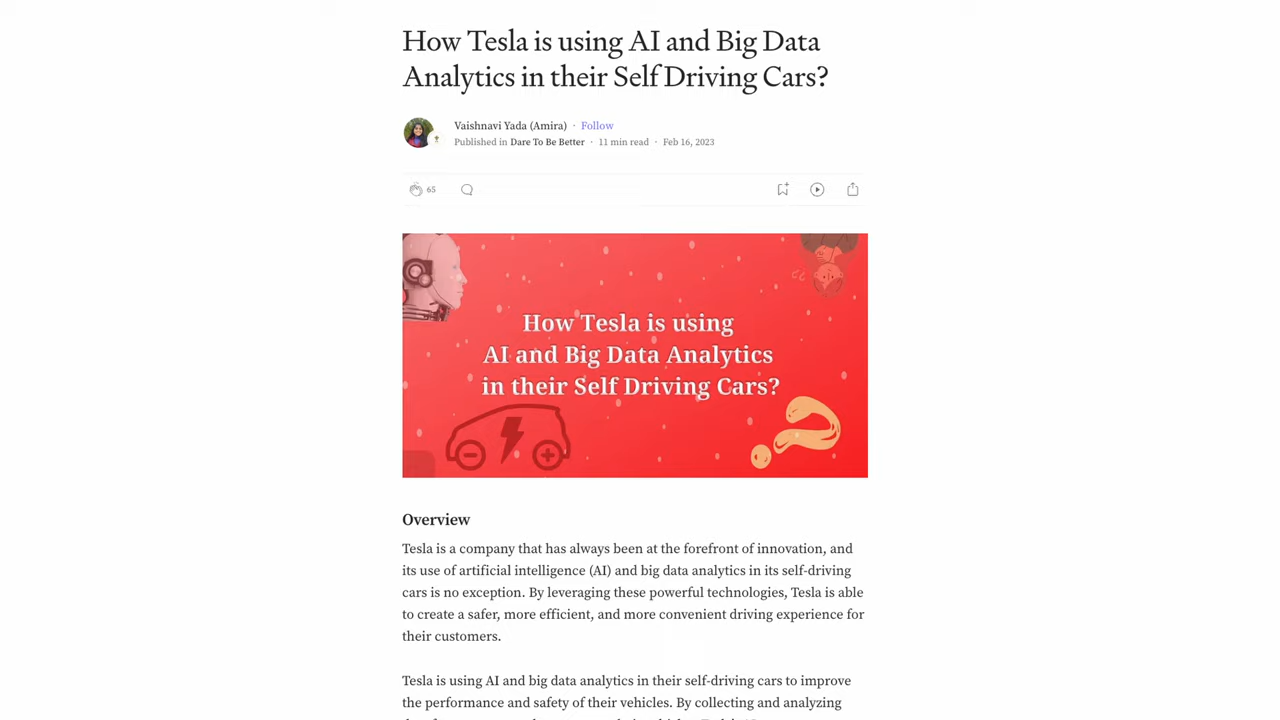 How Tesla is using AI and Big Data
Analytics in their Self Driving Cars?
Vaishnavi Yada (Amira) · Follow
Published in Dare To Be Better · 11 min read · Feb 16, 2023
65
How Tesla is using
AI and Big Data Analytics
in their Self Driving Cars?
Overview
Tesla is a company that has always been at the forefront of innovation, and
its use of artificial intelligence (AI) and big data analytics in its self-driving
cars is no exception. By leveraging these powerful technologies, Tesla is able
to create a safer, more efficient, and more convenient driving experience for
their customers.
Tesla is using AI and big data analytics in their self-driving cars to improve
the performance and safety of their vehicles. By collecting and analyzing